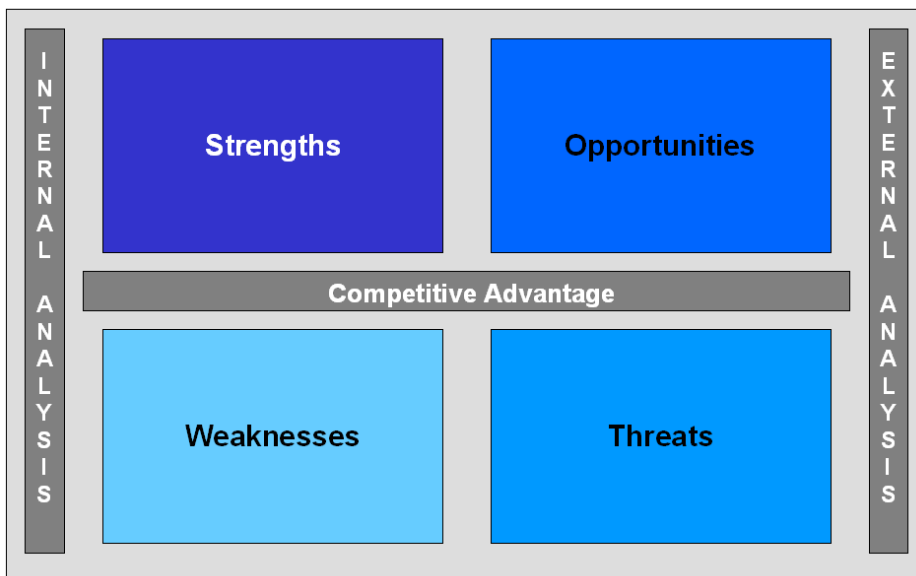 INTERNAL ANALYSIS
Strengths
Opportunities
EXTERNAL ANALYSIS
Competitive Advantage
Weaknesses
Threats